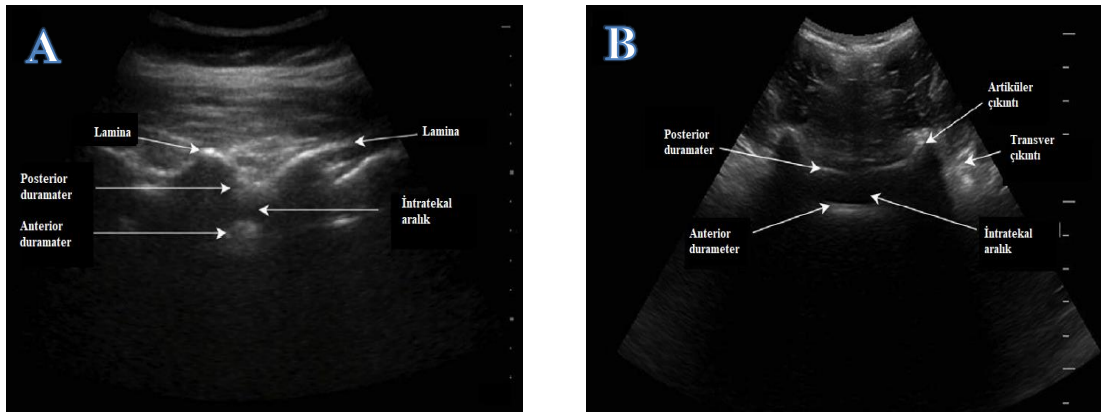 A
Lamina
Lamina
Posterior
duramater
İntratekal
aralık
Anterior
duramater
B
Artiküler
çıkıntı
Posterior
duramater
Transver
çıkıntı
Anterior
durameter
İntratekal
aralık